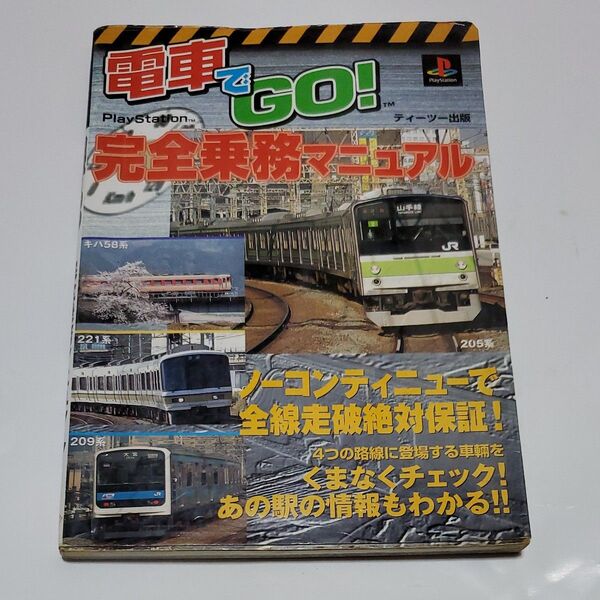 電車でGO!™
PlayStation
PlayStation™
ティーツー出版
完全乗務マニュアル
山手線
JR
キハ58系
205系
221系
ノーコンティニューで
全線走破絶対保証!
209系
大宮
4つの路線に登場する車輌を
くまなくチェック!
あの駅の情報もわかる!!